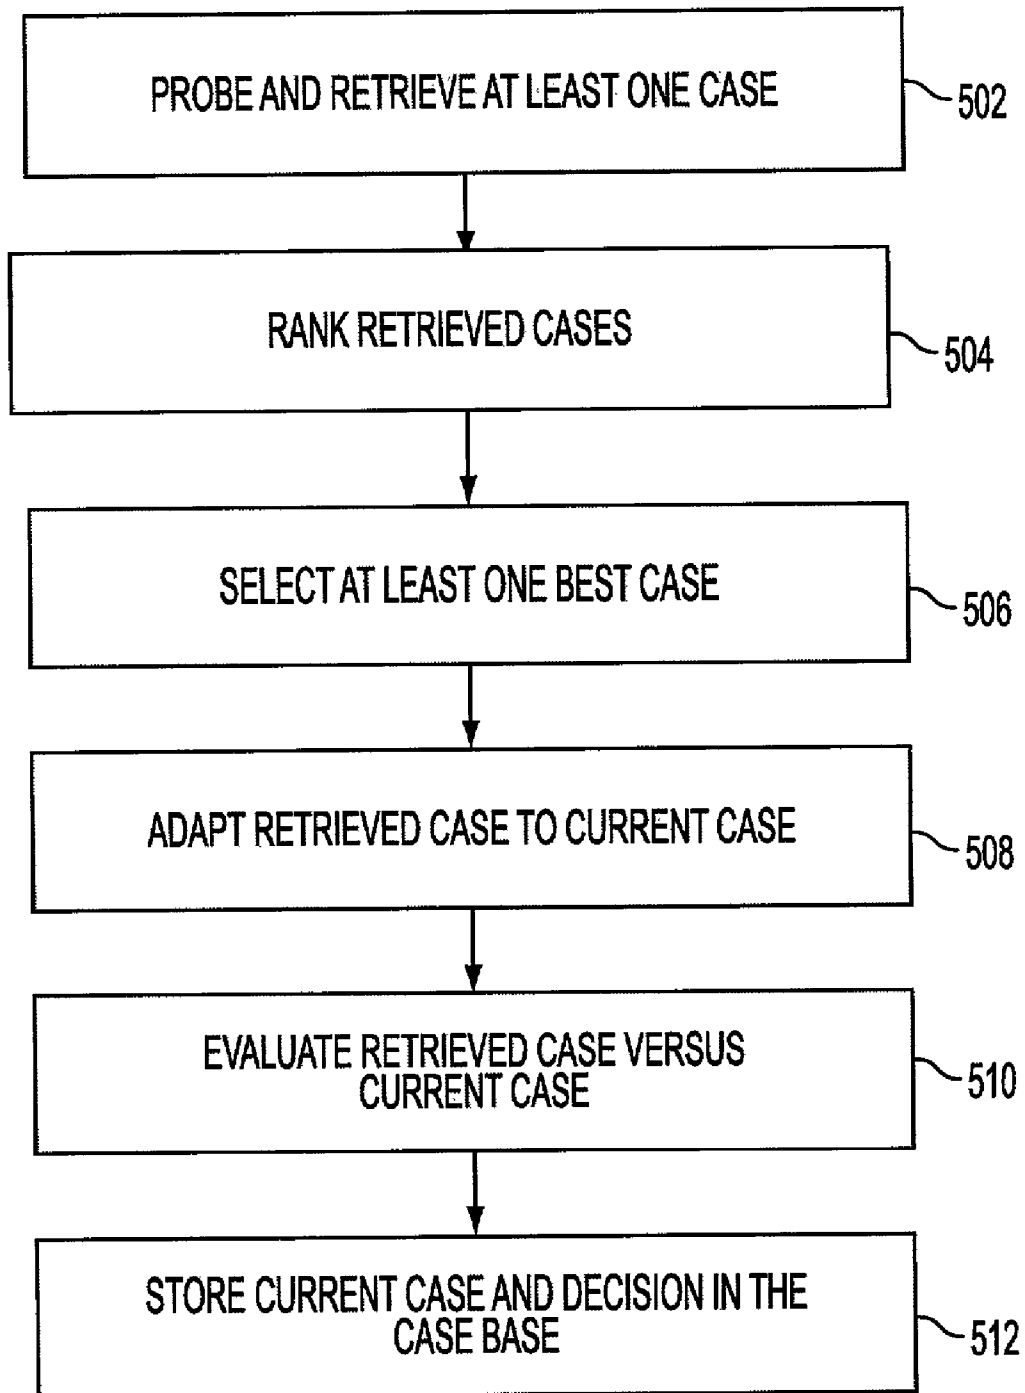 PROBE AND RETRIEVE AT LEAST ONE CASE
502
RANK RETRIEVED CASES
504
SELECT AT LEAST ONE BEST CASE
506
ADAPT RETRIEVED CASE TO CURRENT CASE
508
EVALUATE RETRIEVED CASE VERSUS
CURRENT CASE
510
STORE CURRENT CASE AND DECISION IN THE
CASE BASE
512